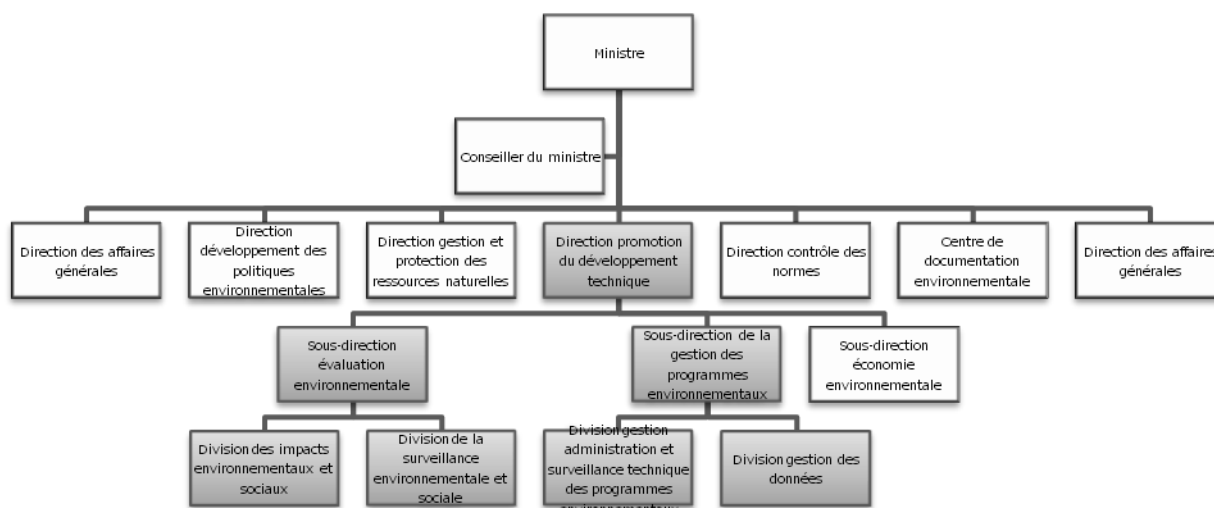 Ministre
Conseiller du ministre
Direction des affaires
générales
Direction
développement des
politiques
environnementales
Direction gestion et
protection des
ressources naturelles
Direction promotion
du développement
technique
Direction contrôle des
normes
Centre de
documentation
environnementale
Direction des affaires
générales
Sous-direction
évaluation
environnementale
Sous-direction de la
gestion des
programmes
environnementaux
Sous-direction
économie
environnementale
Division des impacts
environnementaux et
sociaux
Division de la
surveillance
environnementale et
sociale
Division gestion
administration et
surveillance technique
des programmes
environnementaux
Division gestion des
données